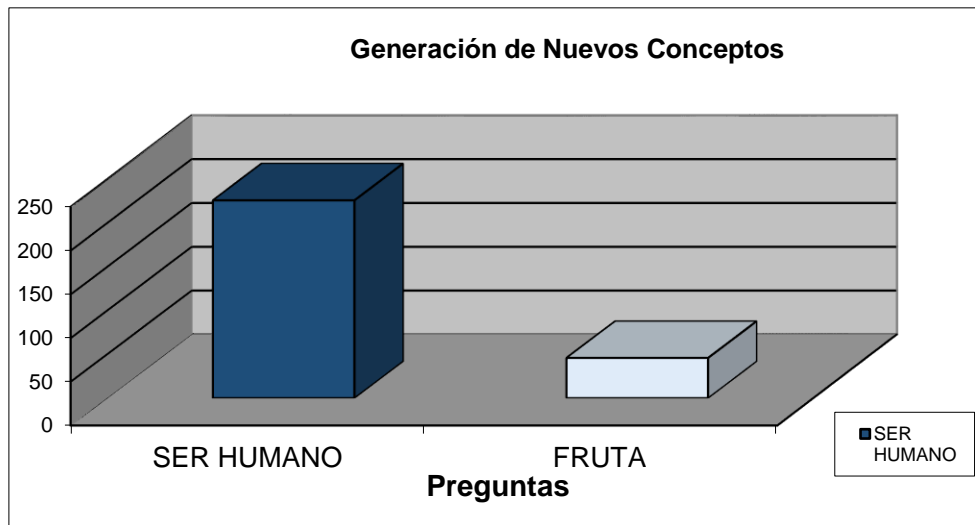 Generación de Nuevos Conceptos
250
200
150
100
50
0
SER HUMANO
FRUTA
Preguntas
SER
HUMANO